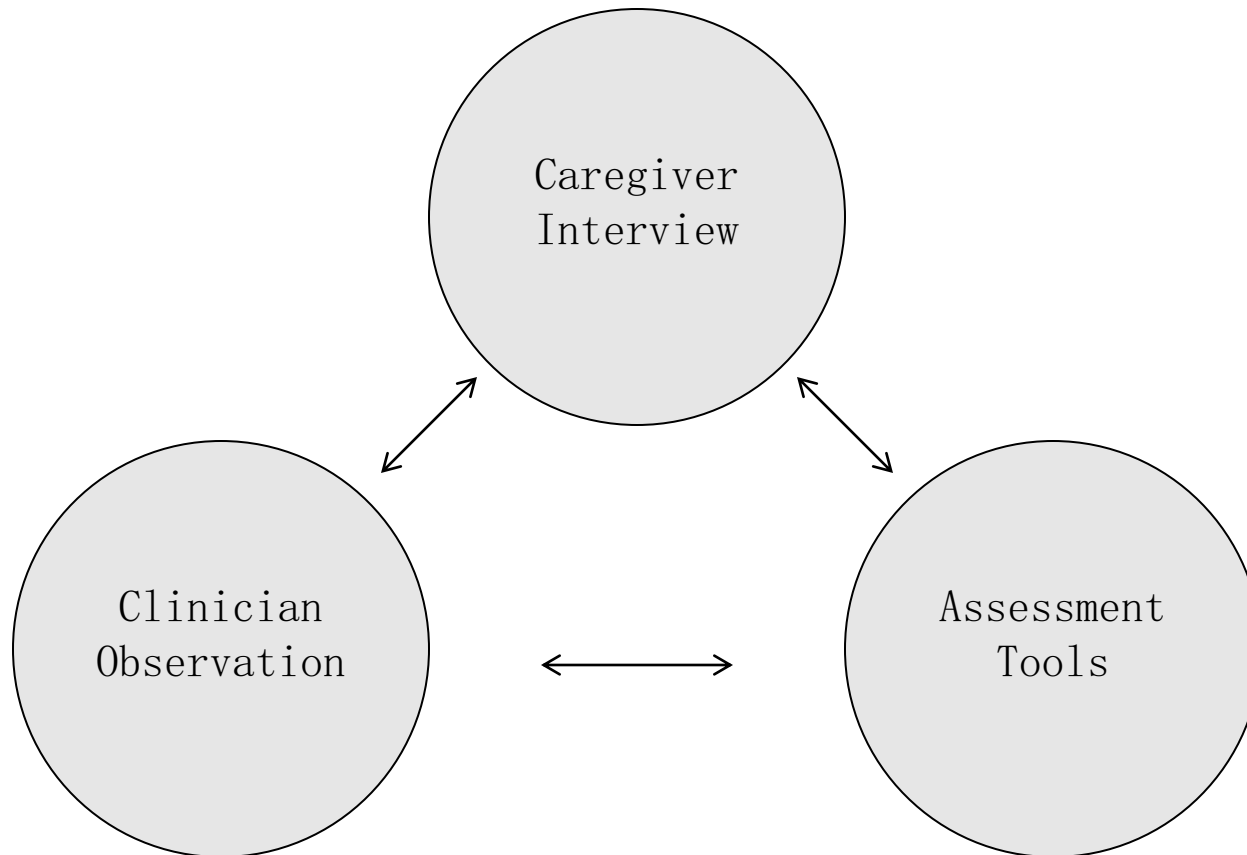 Caregiver
Interview
Clinician
Observation
Assessment
Tools